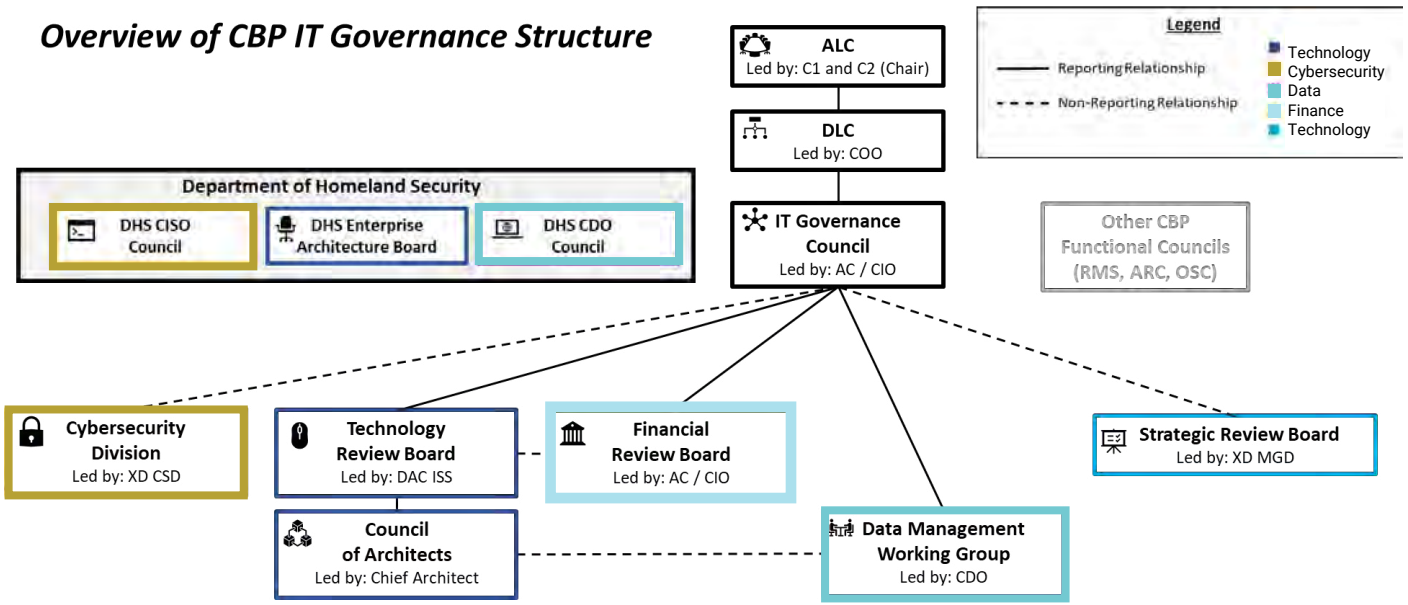 Overview of CBP IT Governance Structure
ALC
Led by: C1 and C2 (Chair)
Legend
Reporting Relationship
Non-Reporting Relationship
Technology
Cybersecurity
Data
Finance
Technology
DLC
Led by: COO
Department of Homeland Security
DHS CISO
Council
DHS Enterprise
Architecture Board
DHS CDO
Council
IT Governance
Council
Led by: AC / CIO
Other CBP
Functional Councils
(RMS, ARC, OSC)
Cybersecurity
Division
Led by: XD CSD
Technology
Review Board
Led by: DAC ISS
Financial
Review Board
Led by: AC / CIO
Strategic Review Board
Led by: XD MGD
Council
of Architects
Led by: Chief Architect
Data Management
Working Group
Led by: CDO